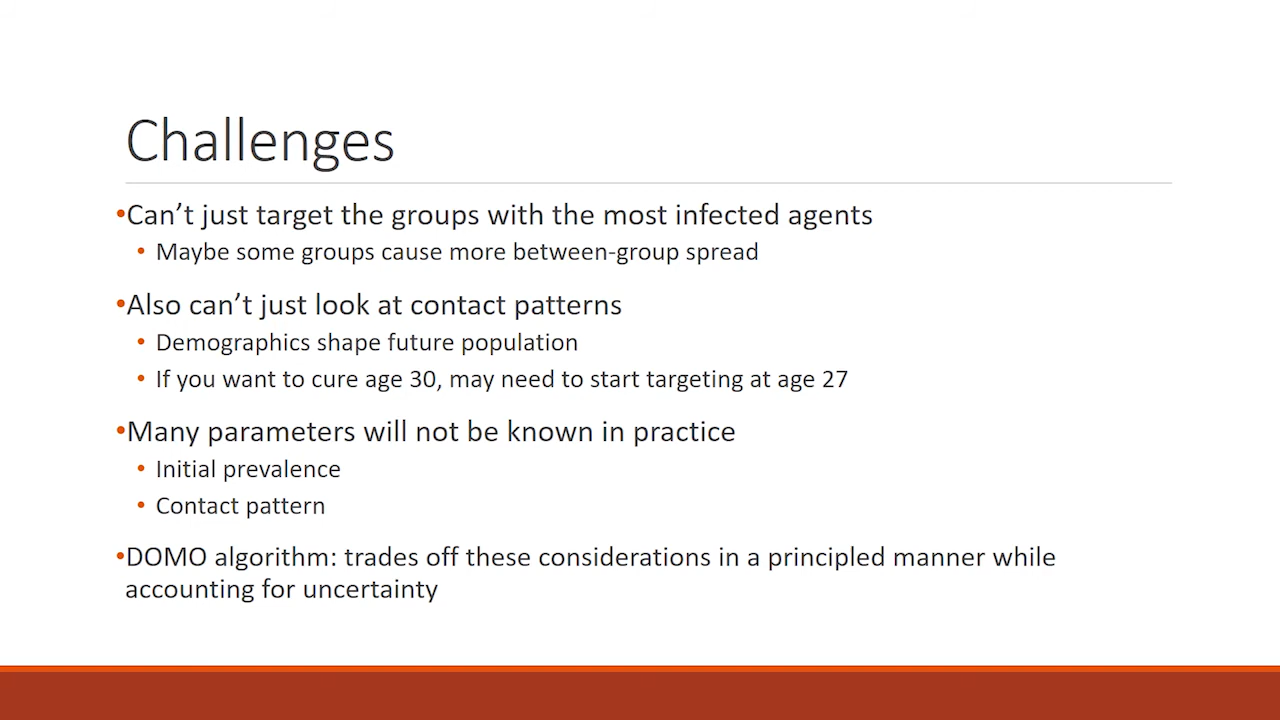 Challenges
•Can’t just target the groups with the most infected agents
• Maybe some groups cause more between-group spread
•Also can’t just look at contact patterns
• Demographics shape future population
• If you want to cure age 30, may need to start targeting at age 27
•Many parameters will not be known in practice
• Initial prevalence
• Contact pattern
•DOMO algorithm: trades off these considerations in a principled manner while
accounting for uncertainty